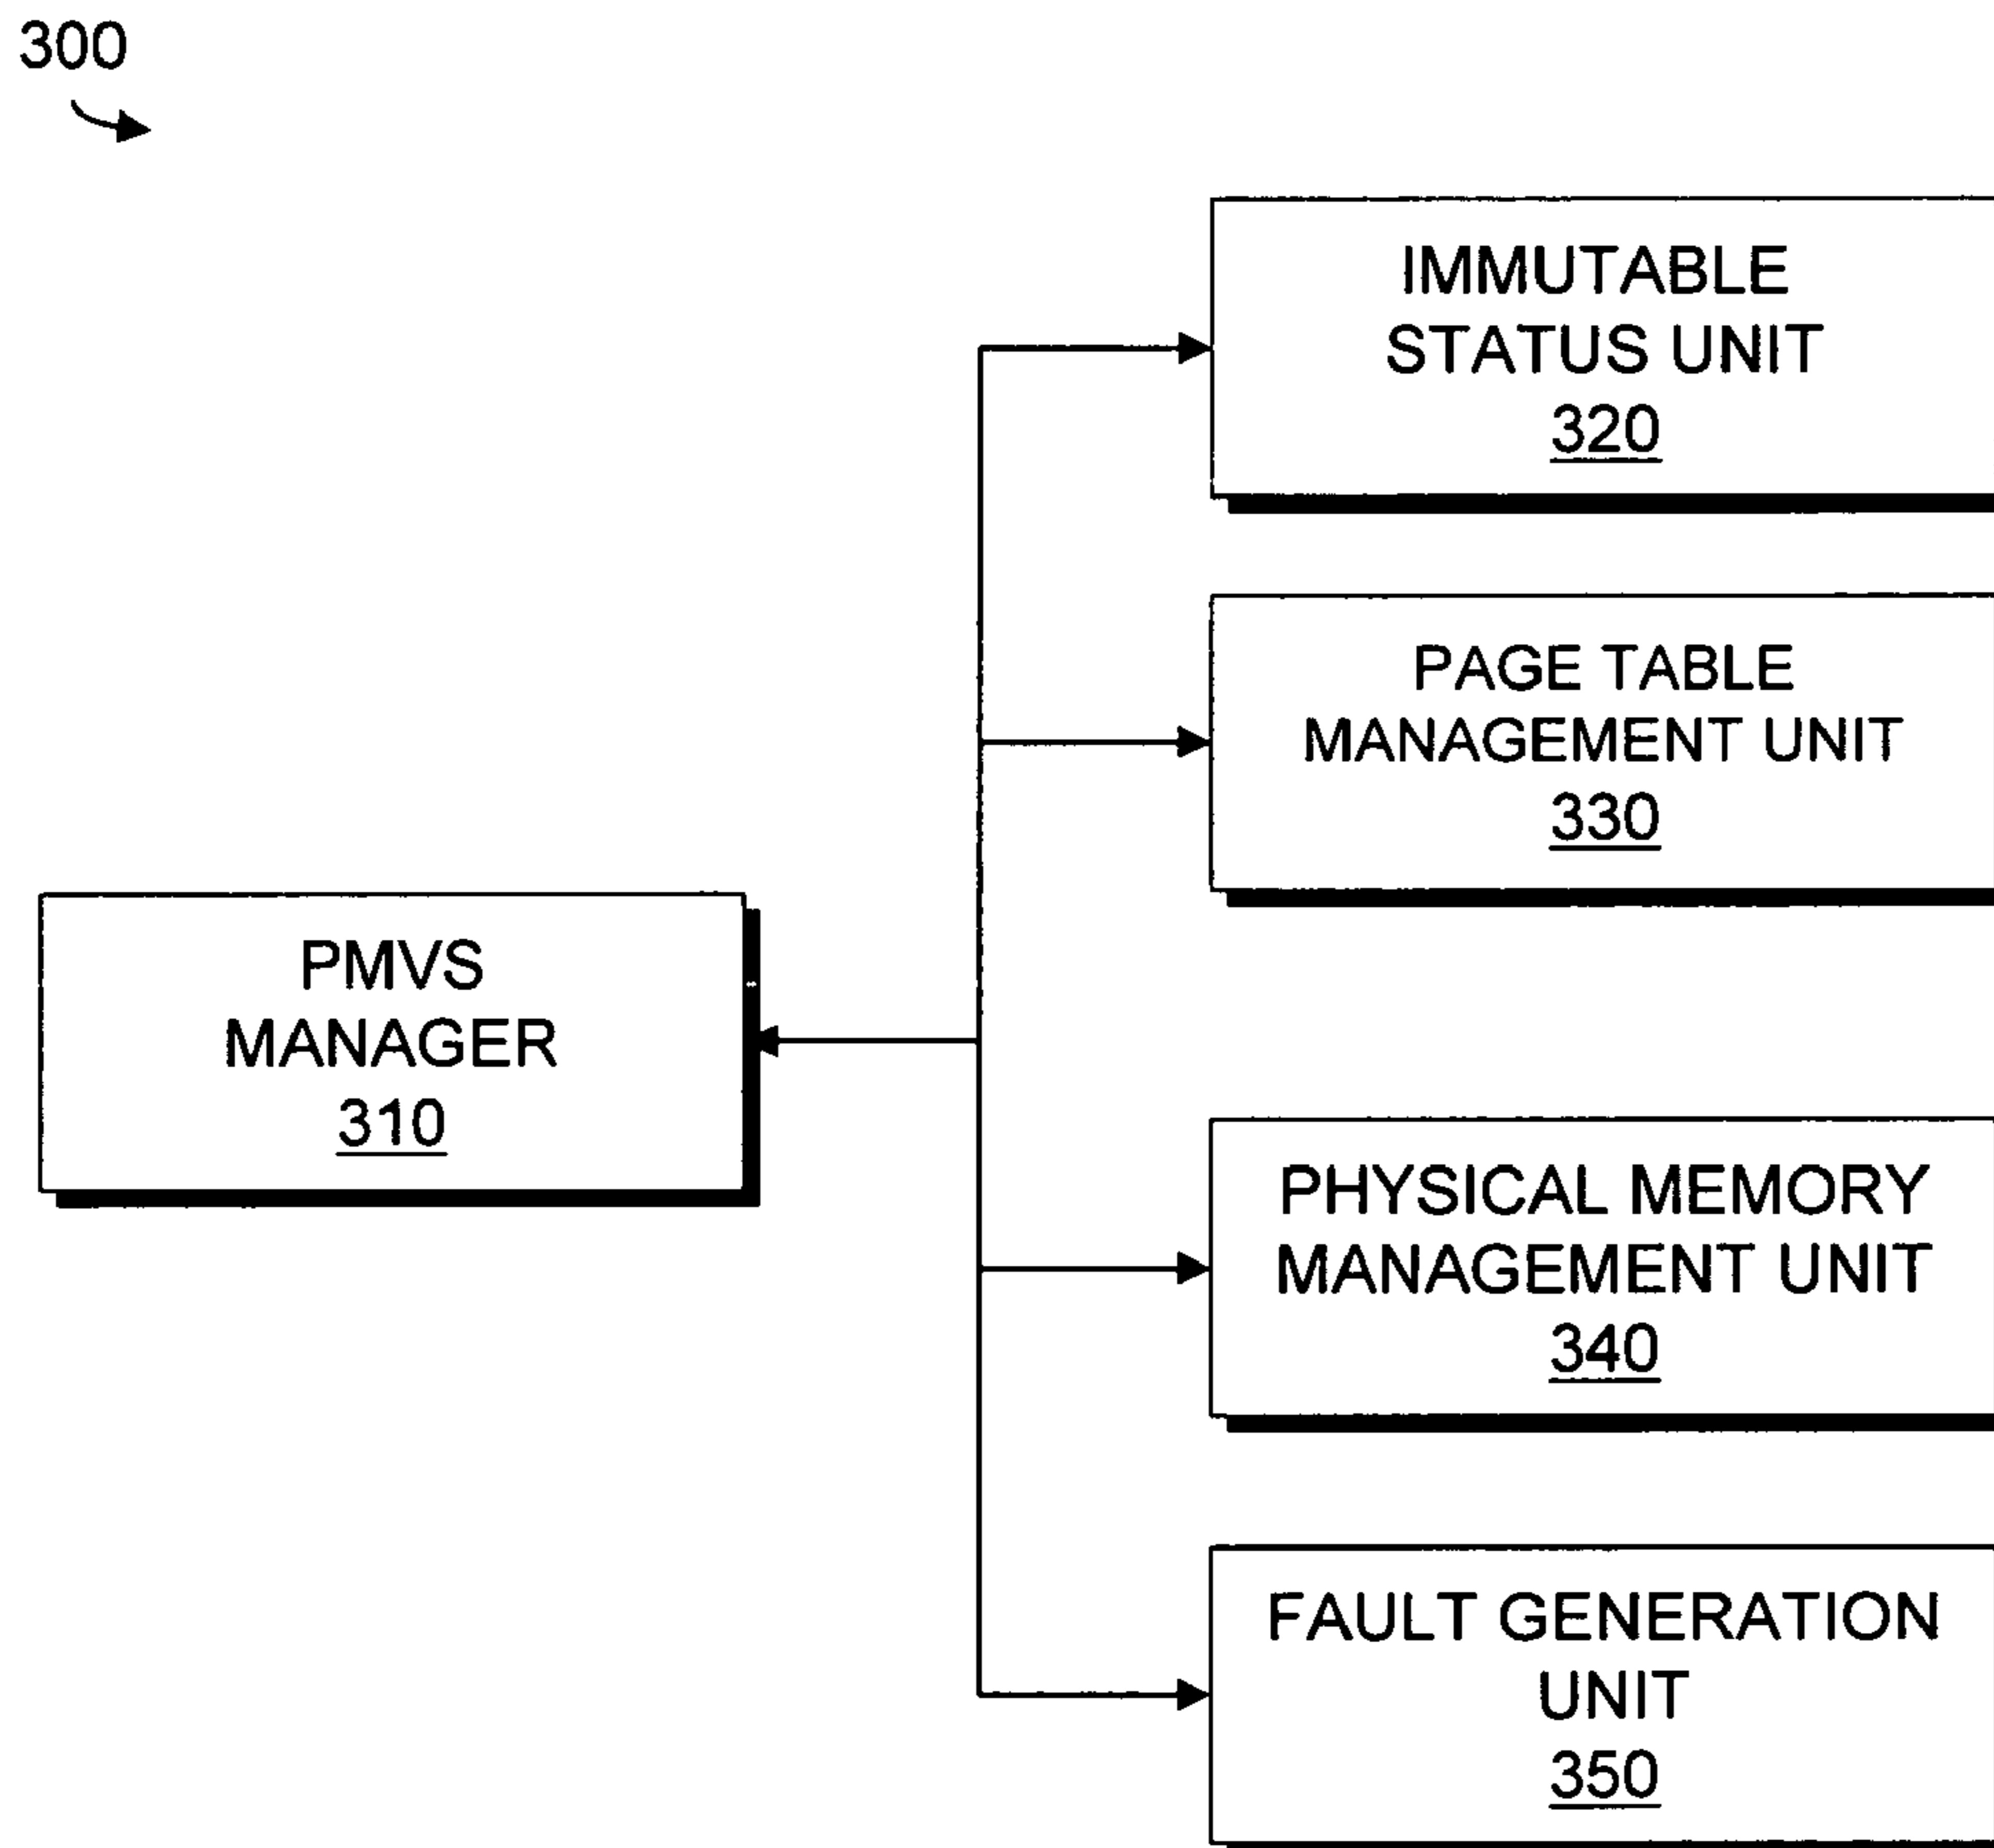 300
IMMUTABLE
STATUS UNIT
320
PAGE TABLE
MANAGEMENT UNIT
330
PMVS
MANAGER
310
PHYSICAL MEMORY
MANAGEMENT UNIT
340
FAULT GENERATION
UNIT
350